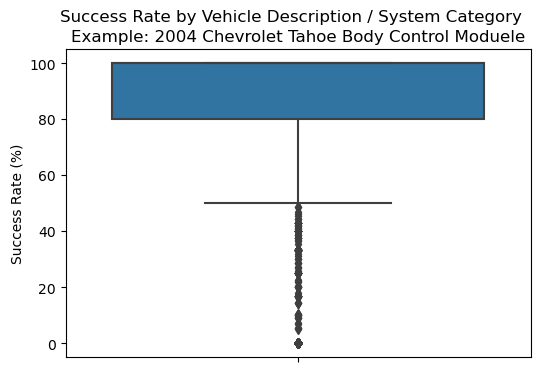 Success Rate by Vehicle Description / System Category
Example: 2004 Chevrolet Tahoe Body Control Moduele
100
80
60
40
20
0
Success Rate (%)